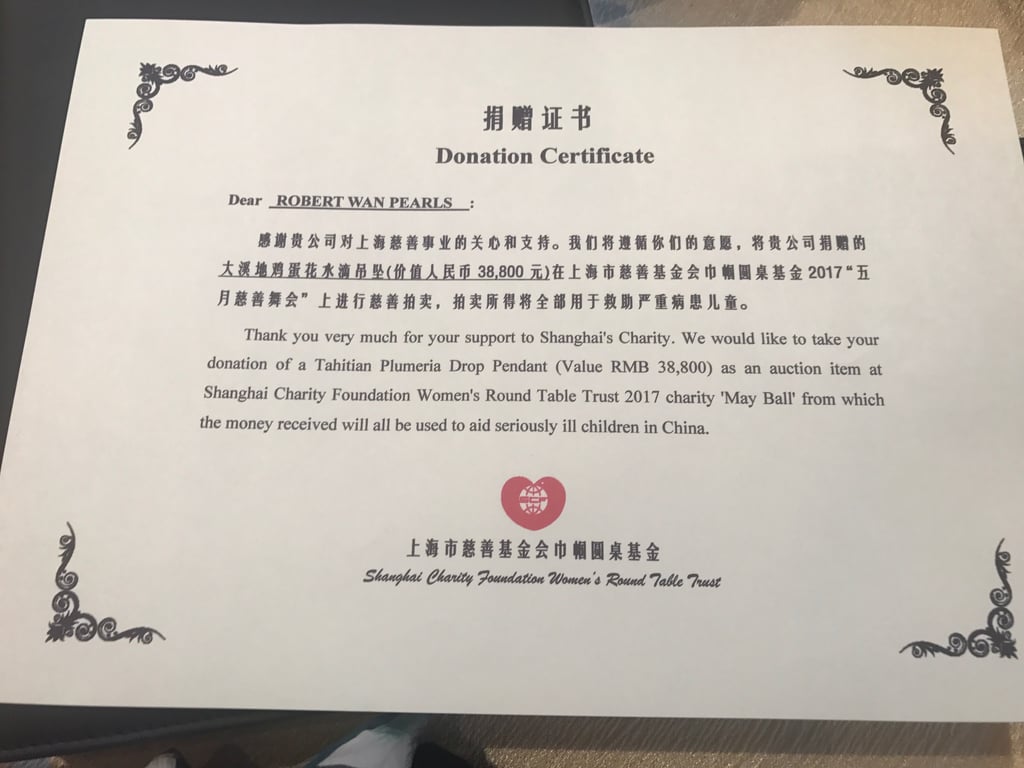 捐赠证书
Donation Certificate
Dear ROBERT WAN PEARLS :
感谢贵公司对上海慈善事业的关心和支持。我们将遵循你们的意愿，将贵公司捐赠的
大溪地鸡蛋花水滴吊坠(价值人民币 38,800 元)在上海市慈善基金会巾帼圆桌基金 2017“五
月慈善舞会”上进行慈善拍卖，拍卖所得将全部用于救助严重病患儿童。
Thank you very much for your support to Shanghai's Charity. We would like to take your
donation of a Tahitian Plumeria Drop Pendant (Value RMB 38,800) as an auction item at
Shanghai Charity Foundation Women's Round Table Trust 2017 charity 'May Ball' from which
the money received will all be used to aid seriously ill children in China.
上海市慈善基金会巾帼圆桌基金
Shanghai Charity Foundation Women's Round Table Trust